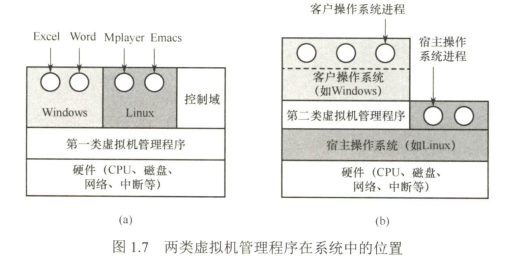 Excel Word Mplayer Emacs
Windows
Linux
控制域
第一类虚拟机管理程序
硬件（CPU、磁盘、
网络、中断等）
(a)
客户操作系统进程
宿主操作
系统进程
客户操作系统
（如Windows）
第二类虚拟机管理程序
宿主操作系统（如Linux）
硬件（CPU、磁盘、
网络、中断等）
(b)
图 1.7 两类虚拟机管理程序在系统中的位置